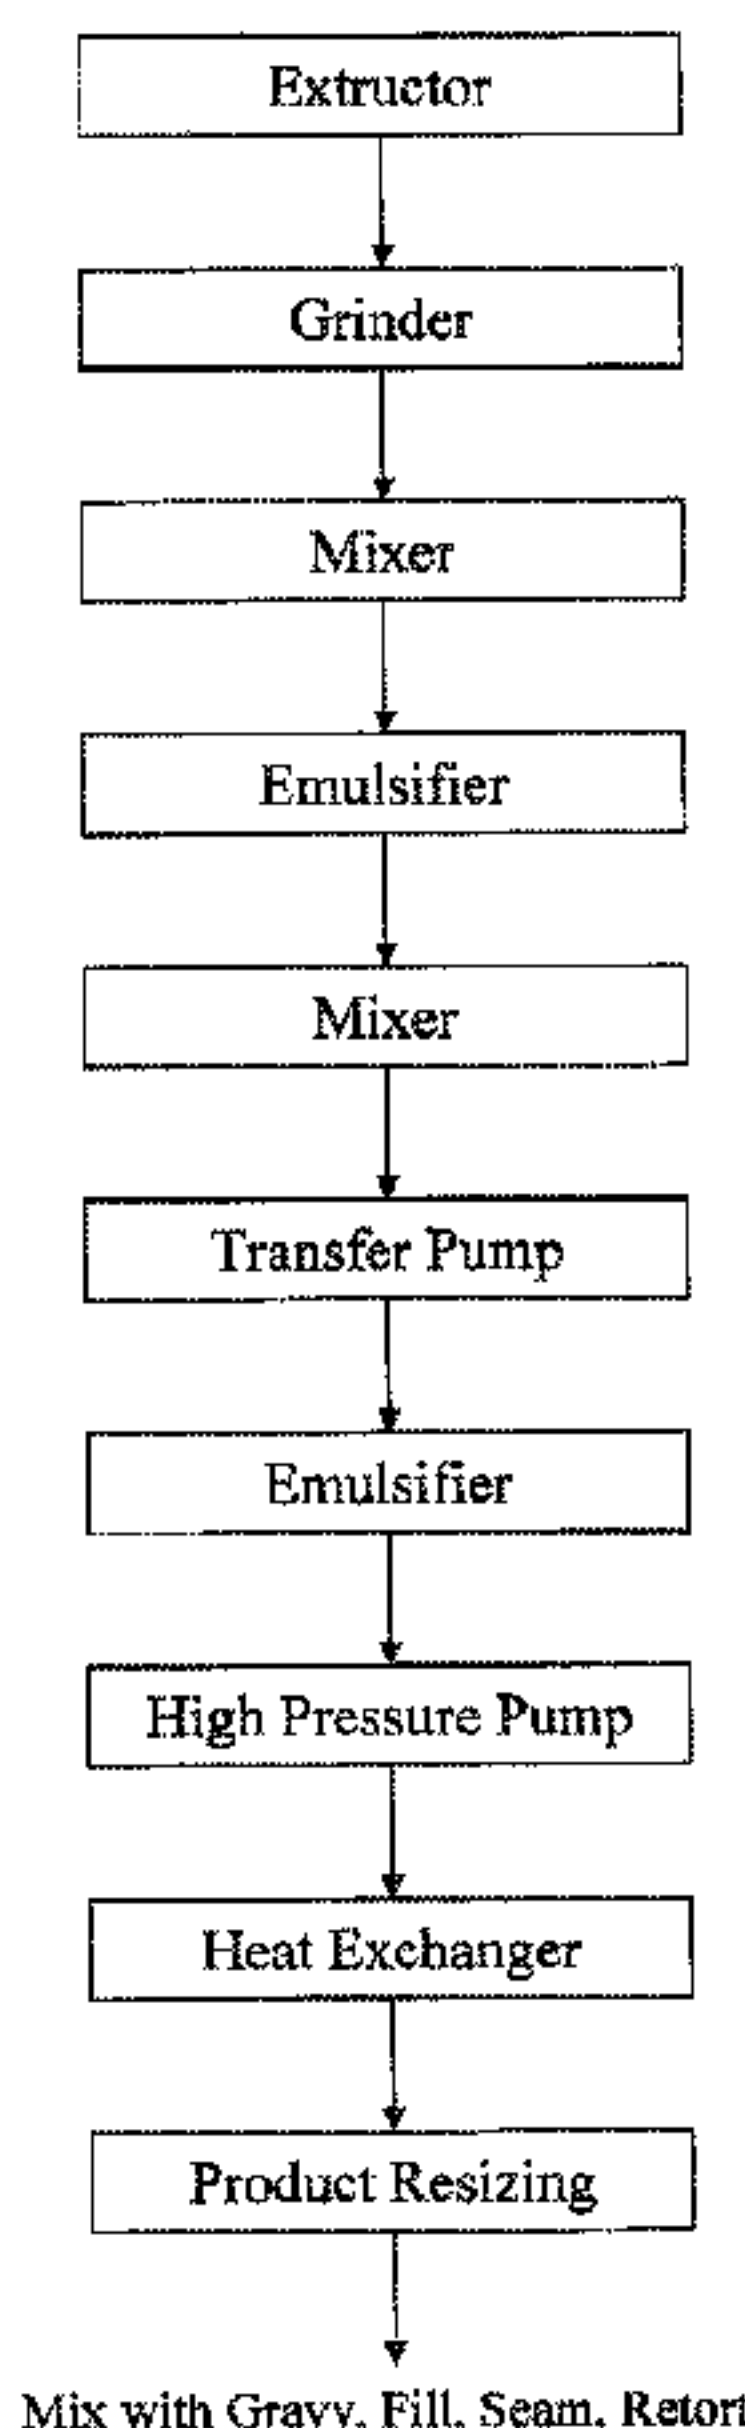 Extructor
Grinder
Mixer
Emulsifier
Mixer
Transfer Pump
Emulsifier
High Pressure Pump
Heat Exchanger
Product Resizing
Mix with Gravy, Fill, Seam, Retort